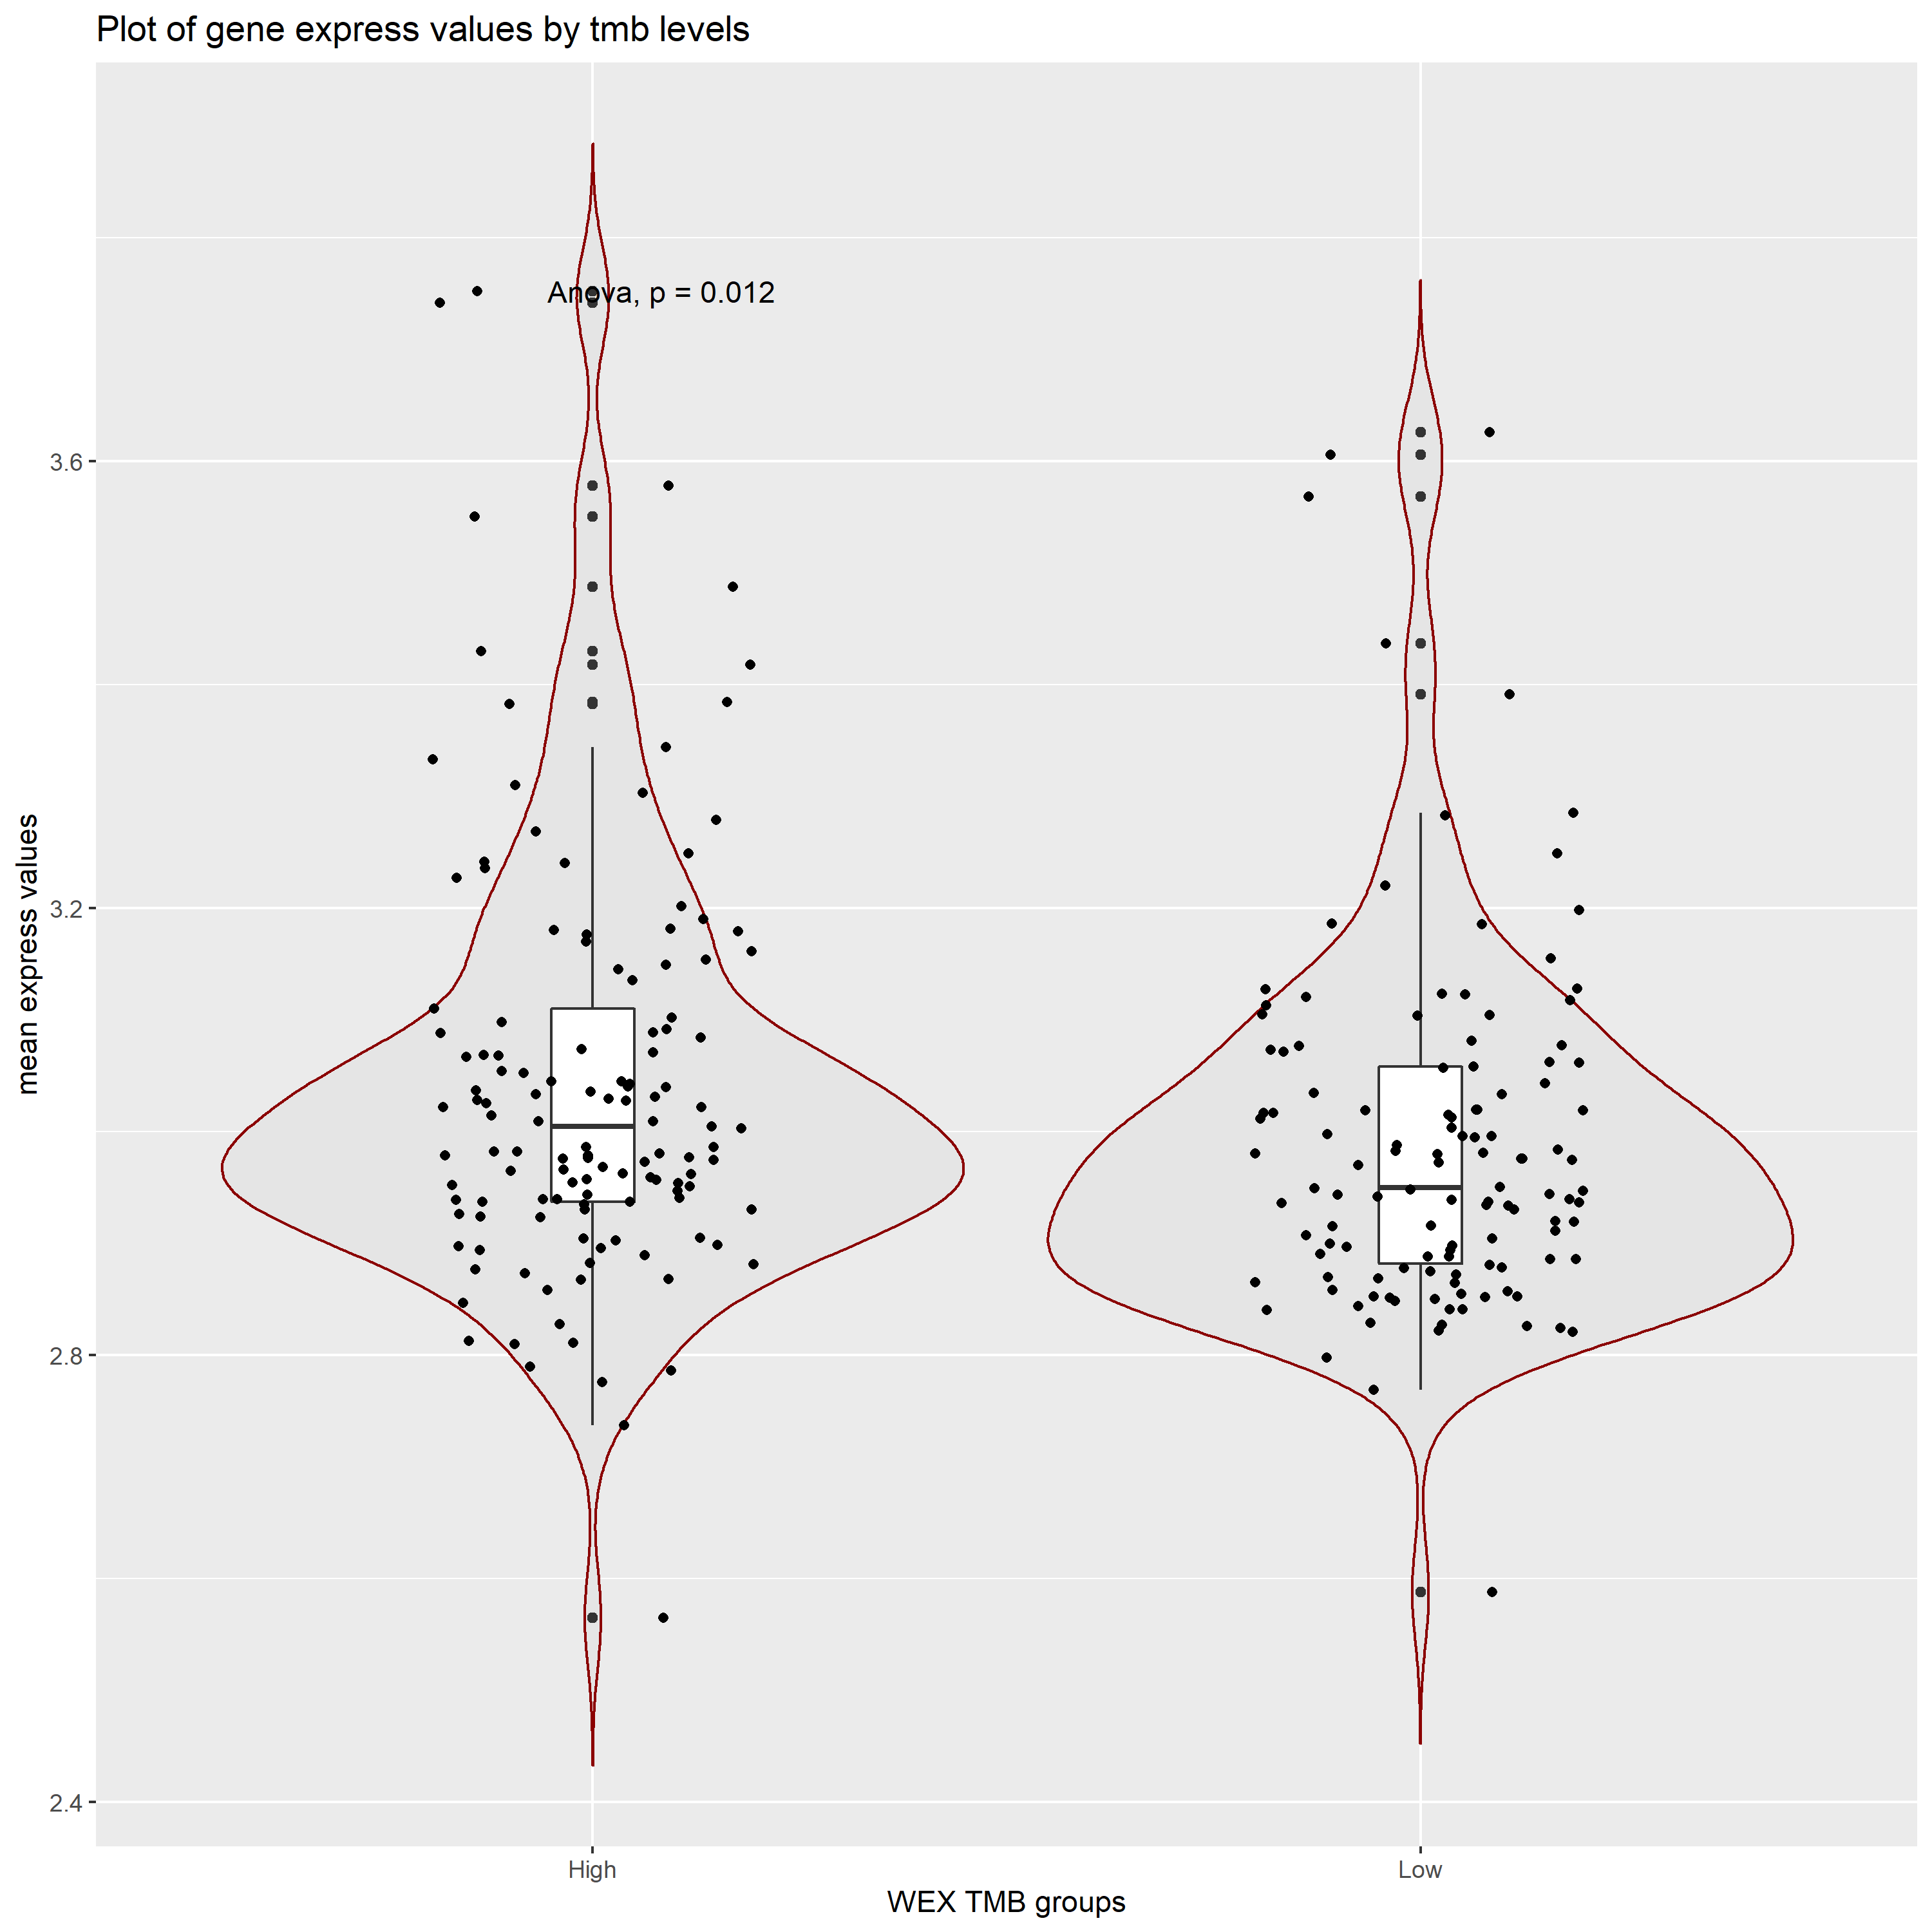 Plot of gene express values by tmb levels
Anova, p = 0.012
3.6
3.2
2.8
2.4
mean express values
High
Low
WEX TMB groups